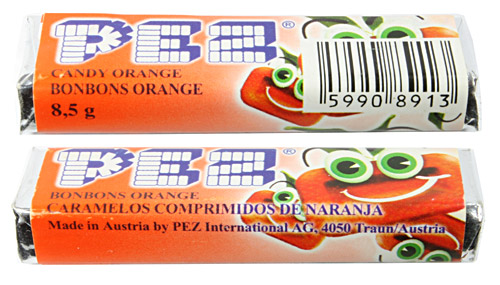 PEZ®
CANDY ORANGE
BONBONS ORANGE
8,5 g
5990 8913
PEZ®
BONBONS ORANGE
CARAMELOS COMPRIMIDOS DE NARANJA
Made in Austria by PEZ International AG, 4050 Traun/Austria